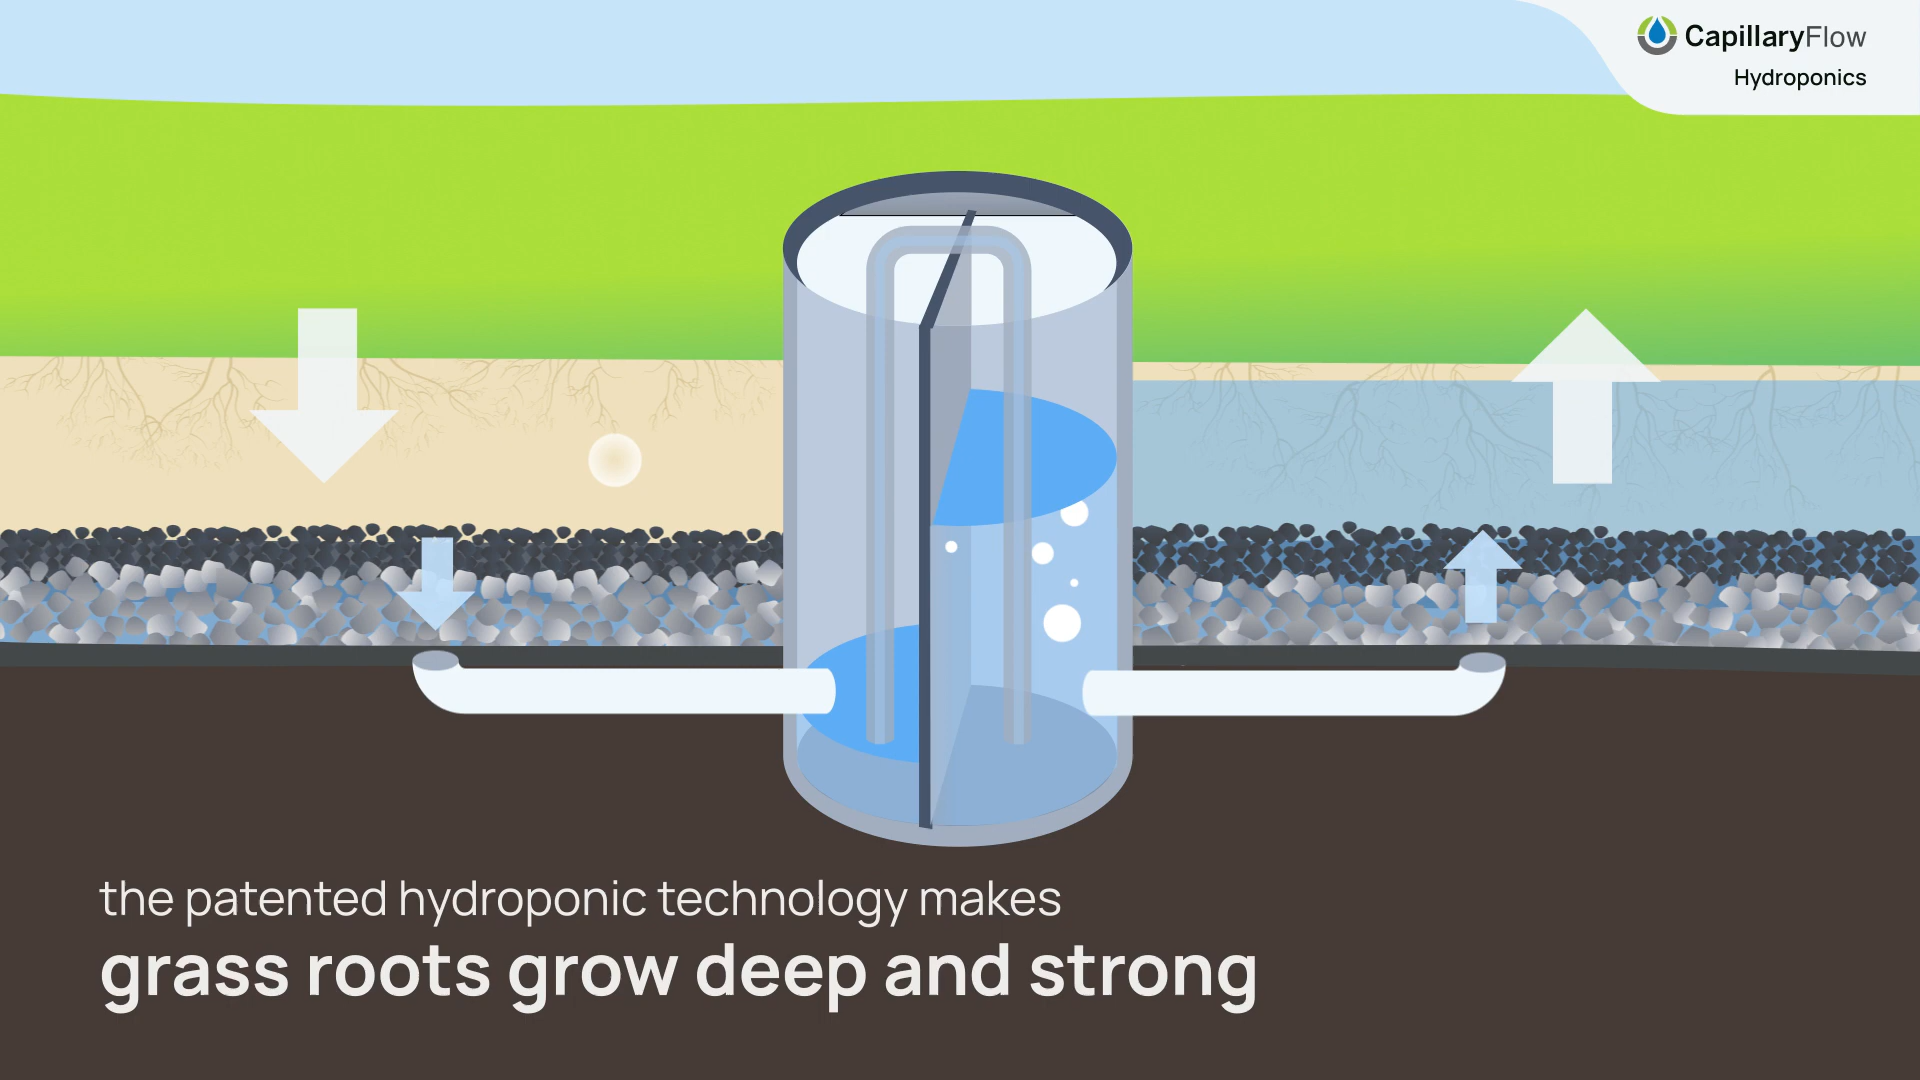 CapillaryFlow
Hydroponics
the patented hydroponic technology makes
grass roots grow deep and strong